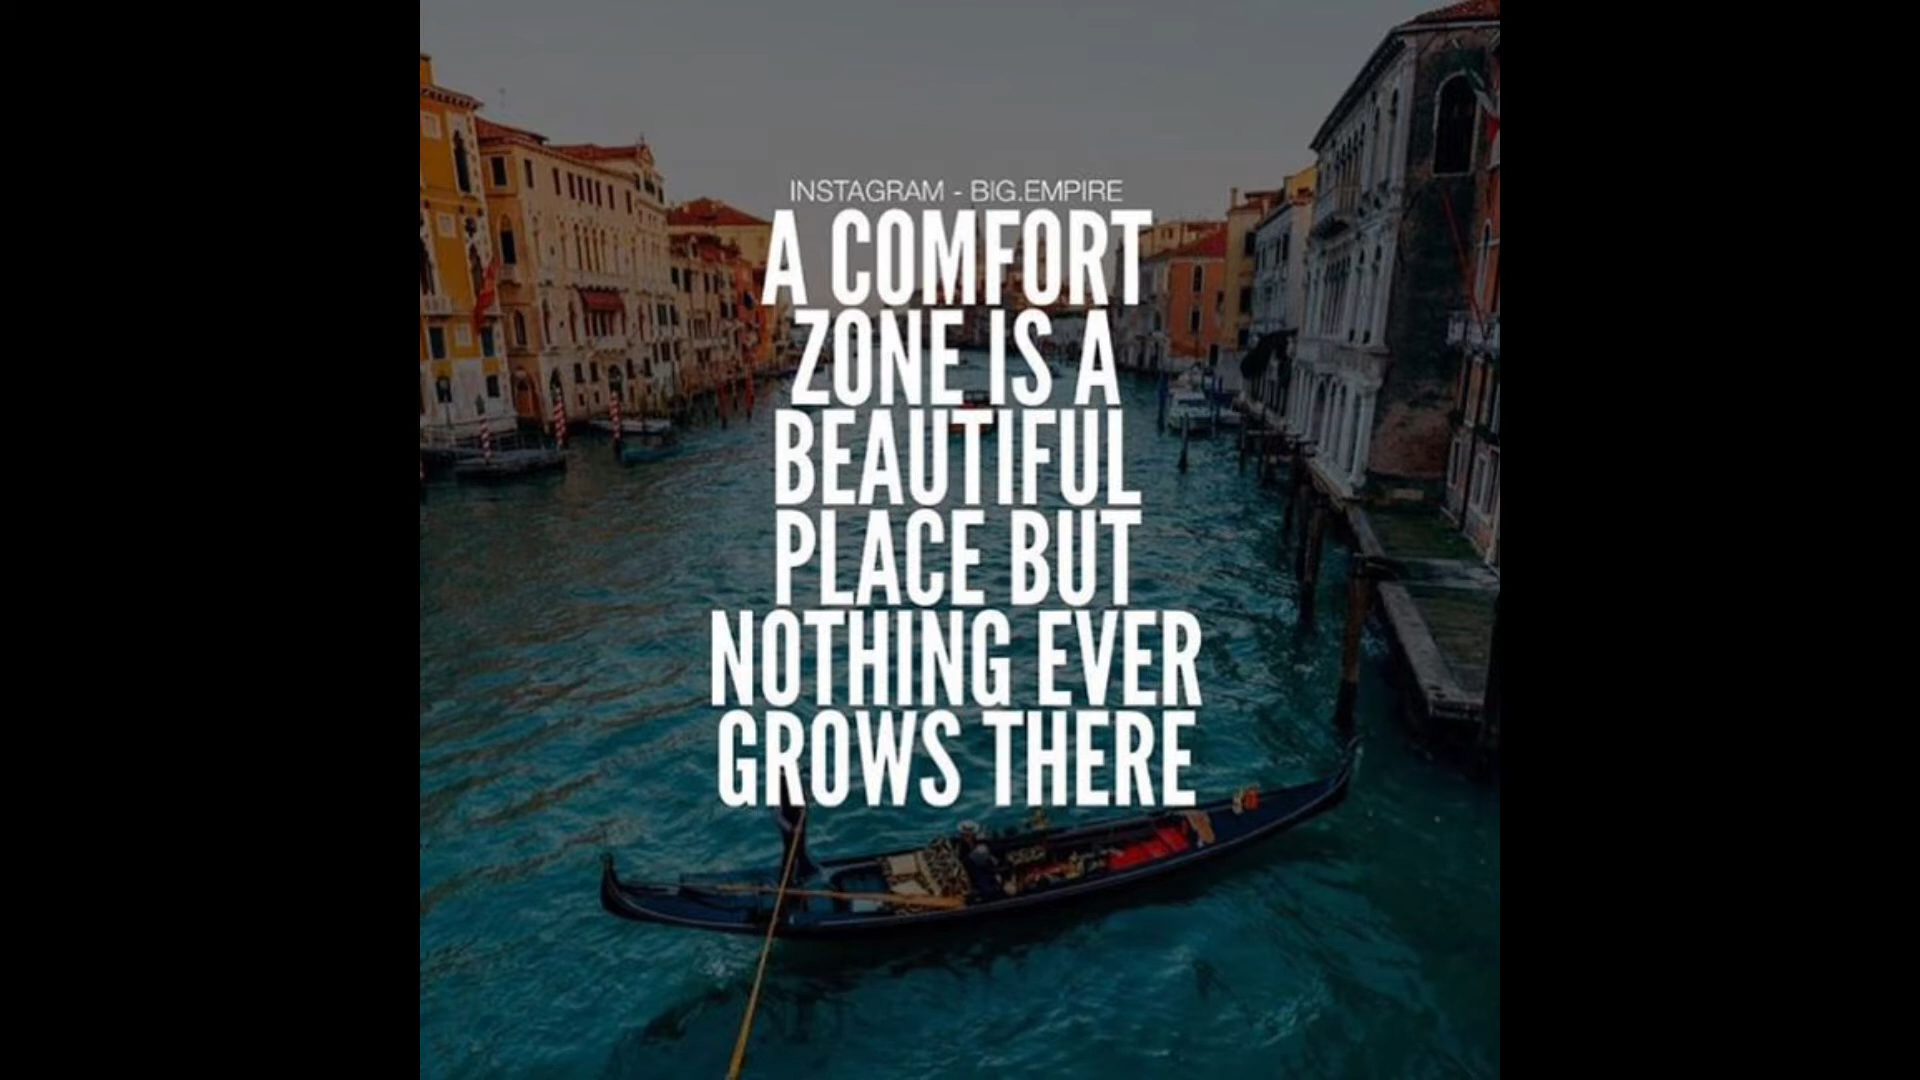 INSTAGRAM - BIG.EMPIRE
A COMFORT
ZONE IS A
BEAUTIFUL
PLACE BUT
NOTHING EVER
GROWS THERE